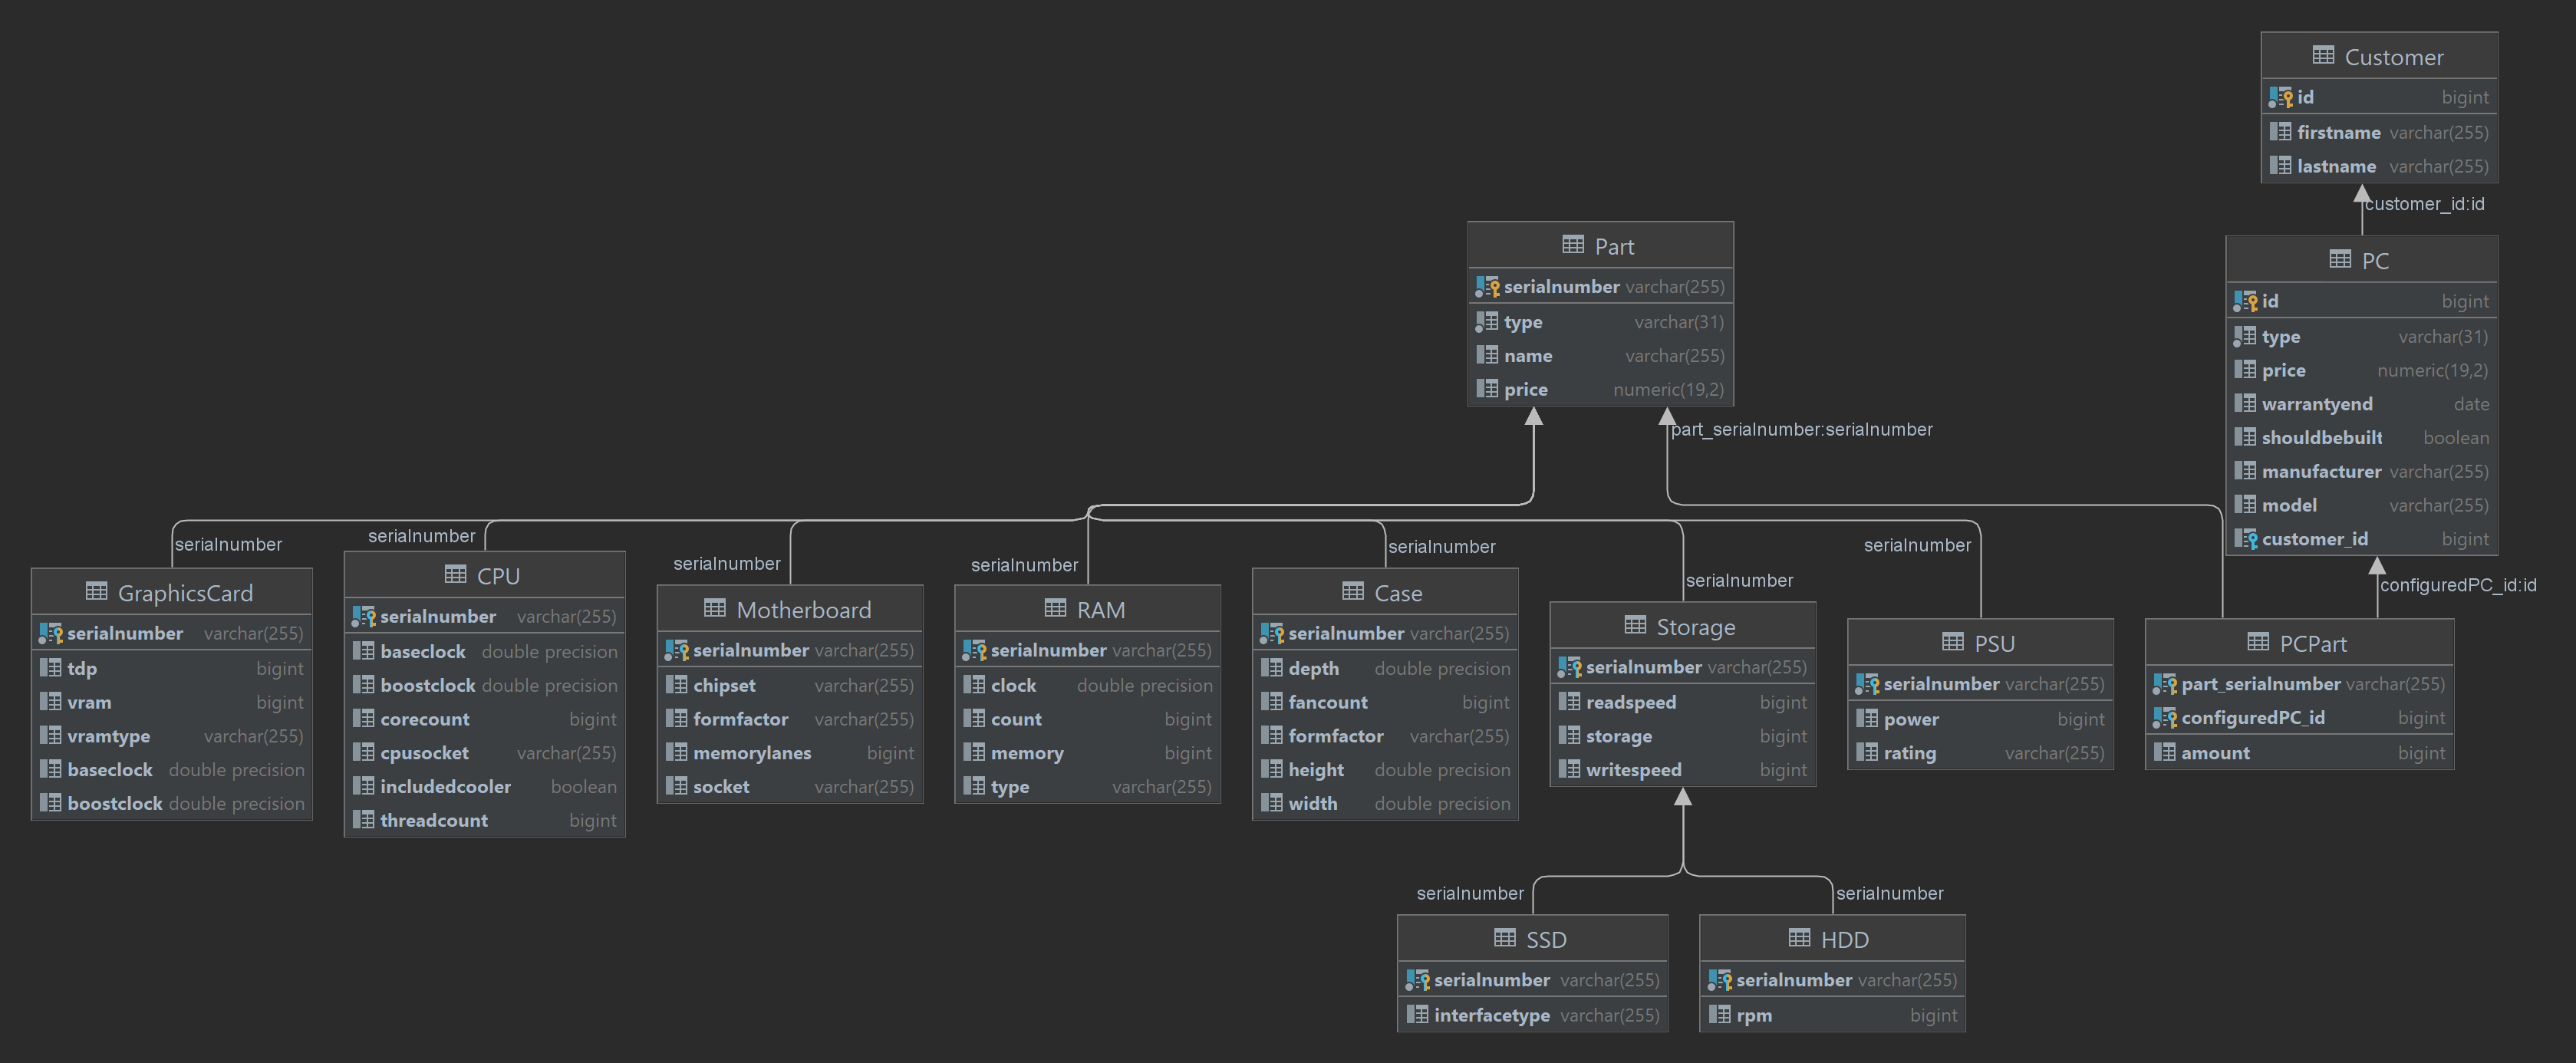 Customer
id bigint
firstname varchar(255)
lastname varchar(255)
customer_id:id
Part
serialnumber varchar(255)
type varchar(31)
name varchar(255)
price numeric(19,2)
part_serialnumber:serialnumber
PC
id bigint
type varchar(31)
price numeric(19,2)
warrantyend date
shouldbebuilt boolean
manufacturer varchar(255)
model varchar(255)
customer_id bigint
configuredPC_id:id
serialnumber
GraphicsCard
serialnumber varchar(255)
tdp bigint
vram bigint
vramtype varchar(255)
baseclock double precision
boostclock double precision
serialnumber
CPU
serialnumber varchar(255)
baseclock double precision
boostclock double precision
corecount bigint
cpusocket varchar(255)
includedcooler boolean
threadcount bigint
serialnumber
Motherboard
serialnumber varchar(255)
chipset varchar(255)
formfactor varchar(255)
memorylanes bigint
socket varchar(255)
serialnumber
RAM
serialnumber varchar(255)
clock double precision
count bigint
memory bigint
type varchar(255)
serialnumber
Case
serialnumber varchar(255)
depth double precision
fancount bigint
formfactor varchar(255)
height double precision
width double precision
serialnumber
Storage
serialnumber varchar(255)
readspeed bigint
storage bigint
writespeed bigint
serialnumber
PSU
serialnumber varchar(255)
power bigint
rating varchar(255)
PCPart
part_serialnumber varchar(255)
configuredPC_id bigint
amount bigint
serialnumber
SSD
serialnumber varchar(255)
interfacetype varchar(255)
serialnumber
HDD
serialnumber varchar(255)
rpm bigint